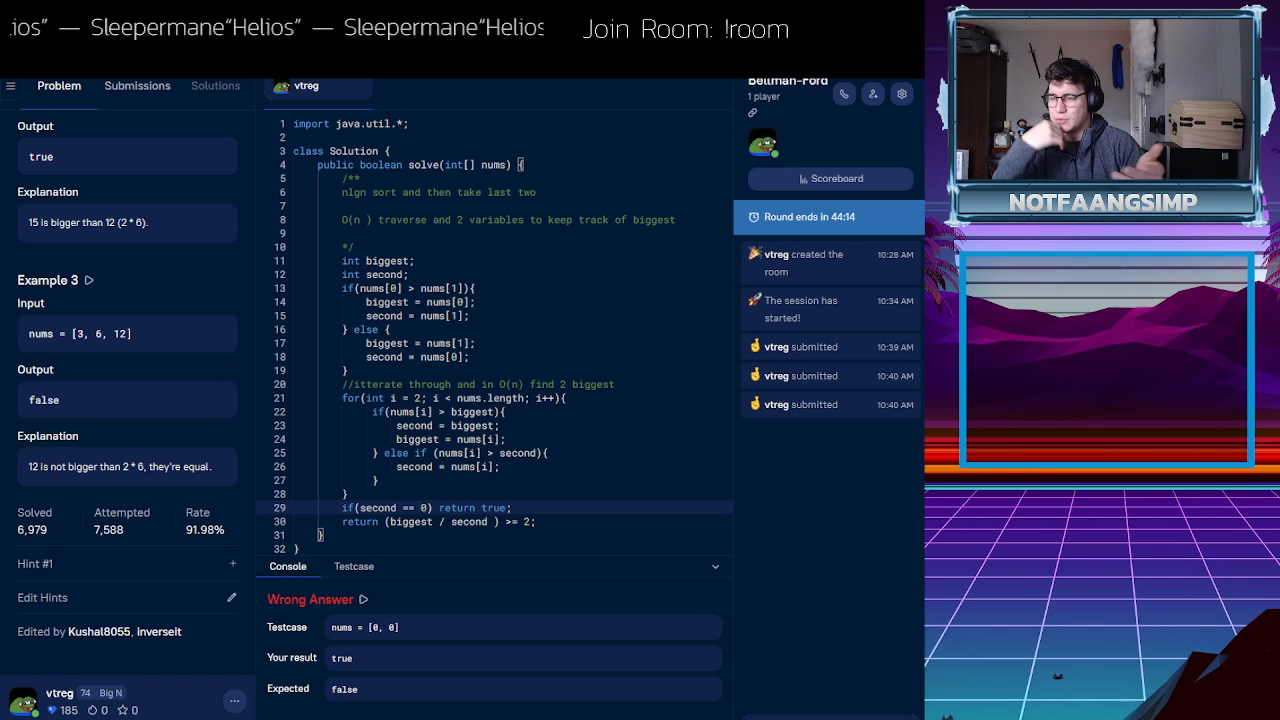 .ios” — Sleepermane“Helios” — Sleepermane“Helios
Join Room: !room
Problem
Submissions
Solutions
Output
true
Explanation
15 is bigger than 12 (2 * 6).
Example 3
Input
nums = [3, 6, 12]
Output
false
Explanation
12 is not bigger than 2 * 6, they're equal.
Solved
Attempted
Rate
6,979
7,588
91.98%
Hint #1
+
Edit Hints
Edited by Kushal8055, inverseit
vtreg 74 Big N
185 0 0
...
vtreg
1 import java.util.*;
2
3 class Solution {
4 public boolean solve(int[] nums) {
5 /**
6 nlgn sort and then take last two
7
8 O(n ) traverse and 2 variables to keep track of biggest
9
10 */
11 int biggest;
12 int second;
13 if(nums[0] > nums[1]){
14 biggest = nums[0];
15 second = nums[1];
16 } else {
17 biggest = nums[1];
18 second = nums[0];
19 }
20 //itterate through and in O(n) find 2 biggest
21 for(int i = 2; i < nums.length; i++){
22 if(nums[i] > biggest){
23 second = biggest;
24 biggest = nums[i];
25 } else if (nums[i] > second){
26 second = nums[i];
27 }
28 }
29 if(second == 0) return true;
30 return (biggest / second ) >= 2;
31 }
32 }
Console
Testcase
Wrong Answer
Testcase
nums = [0, 0]
Your result
true
Expected
false
Bellman-Ford
1 player
Scoreboard
Round ends in 44:14
vtreg created the room
10:28 AM
The session has started!
10:34 AM
vtreg submitted
10:39 AM
vtreg submitted
10:40 AM
vtreg submitted
10:40 AM
NOTFAANGSIMP